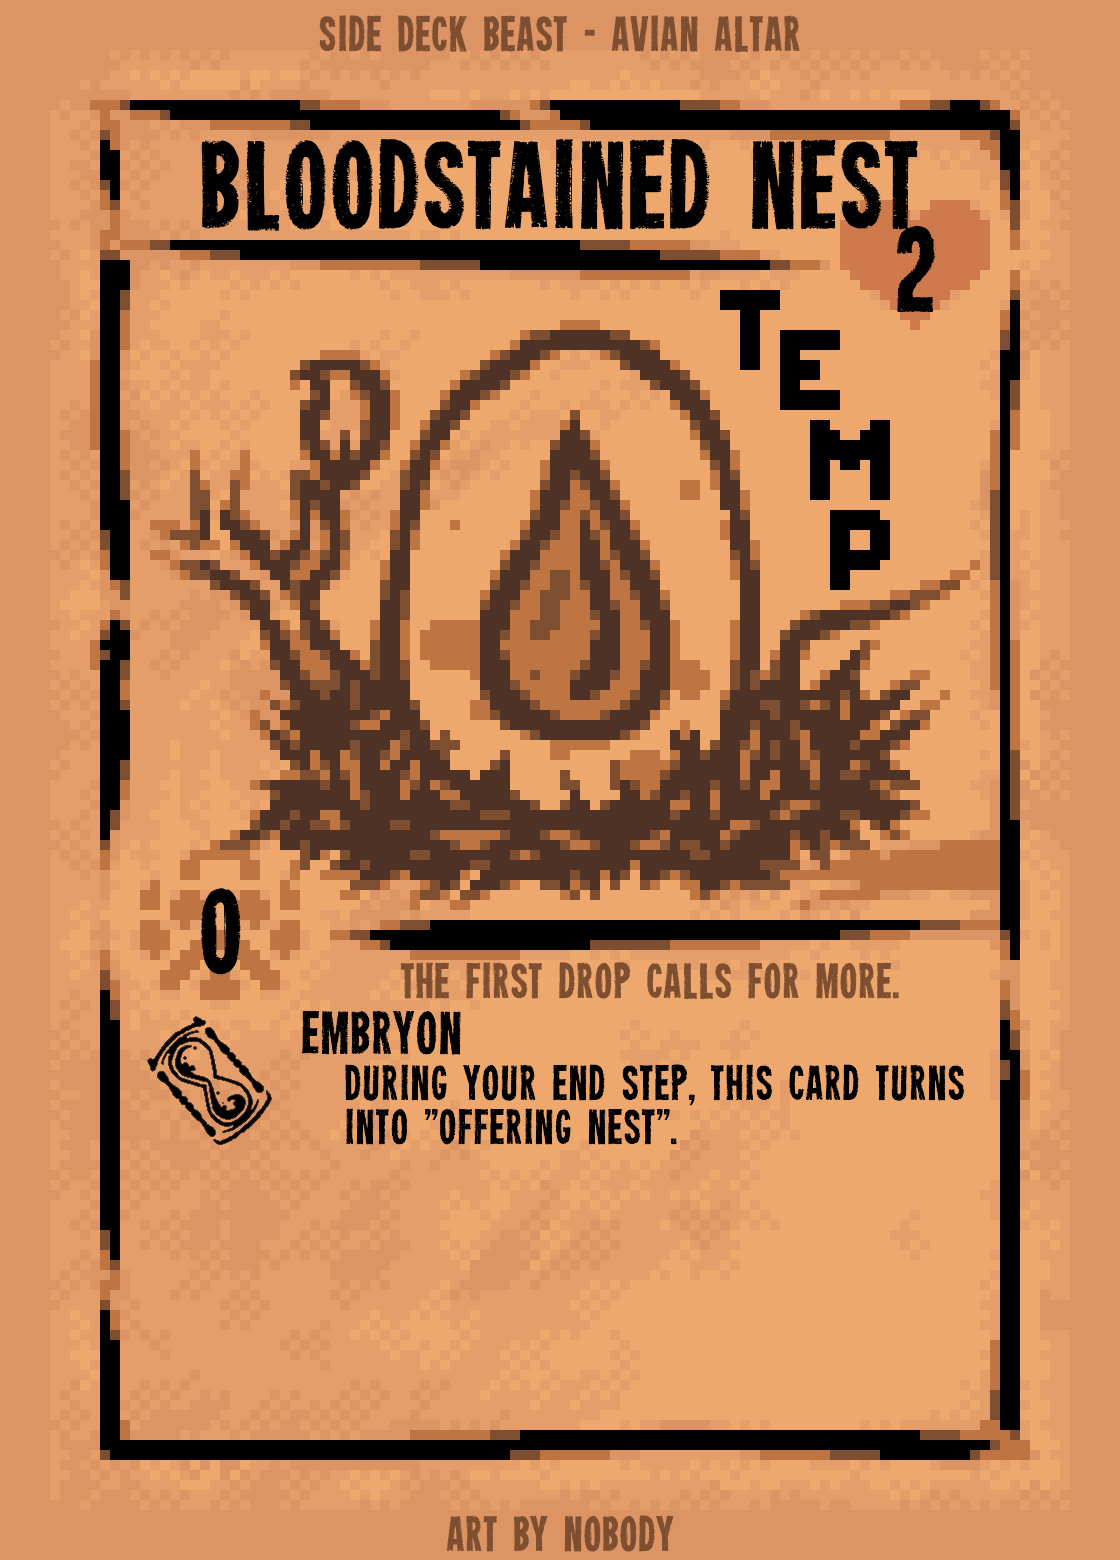 SIDE DECK BEAST - AVIAN ALTAR
BLOODSTAINED NEST
2
TEMP
0
THE FIRST DROP CALLS FOR MORE.
EMBRYON
DURING YOUR END STEP, THIS CARD TURNS
INTO "OFFERING NEST".
ART BY NOBODY